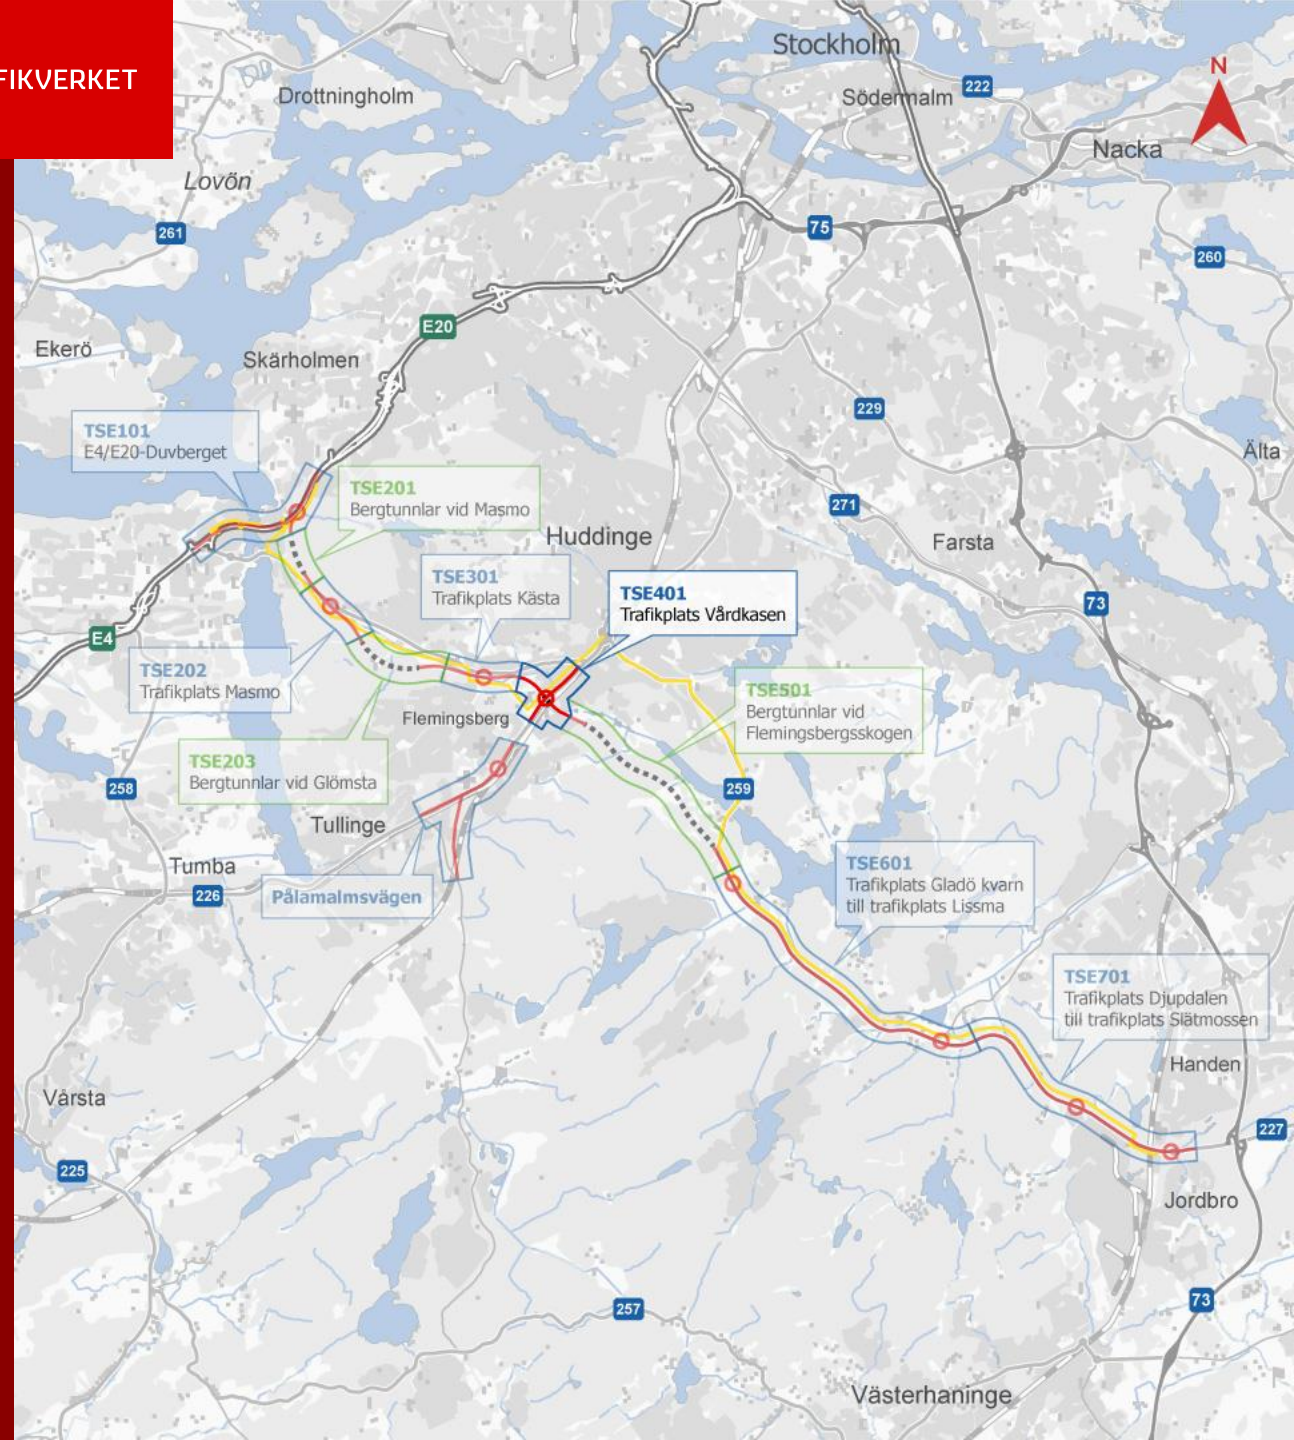 FIKVERKET
N
Stockholm
Södermalm
222
Nacka
Drottningholm
Lovön
261
75
260
E20
Ekerö
Skärholmen
229
Älta
TSE101
E4/E20-Duvberget
TSE201
Bergtunnlar vid Masmo
271
Huddinge
Farsta
TSE301
Trafikplats Kästa
TSE401
Trafikplats Vårdkasen
73
E4
TSE202
Trafikplats Masmo
TSE501
Bergtunnlar vid
Flemingsbergsskogen
Flemingsberg
TSE203
Bergtunnlar vid Glömsta
258
259
Tullinge
Tumba
226
Pålamalmsvägen
TSE601
Trafikplats Gladö kvarn
till trafikplats Lissma
TSE701
Trafikplats Djupdalen
till trafikplats Slätmossen
Handen
Vårsta
227
225
Jordbro
257
73
Västerhaninge